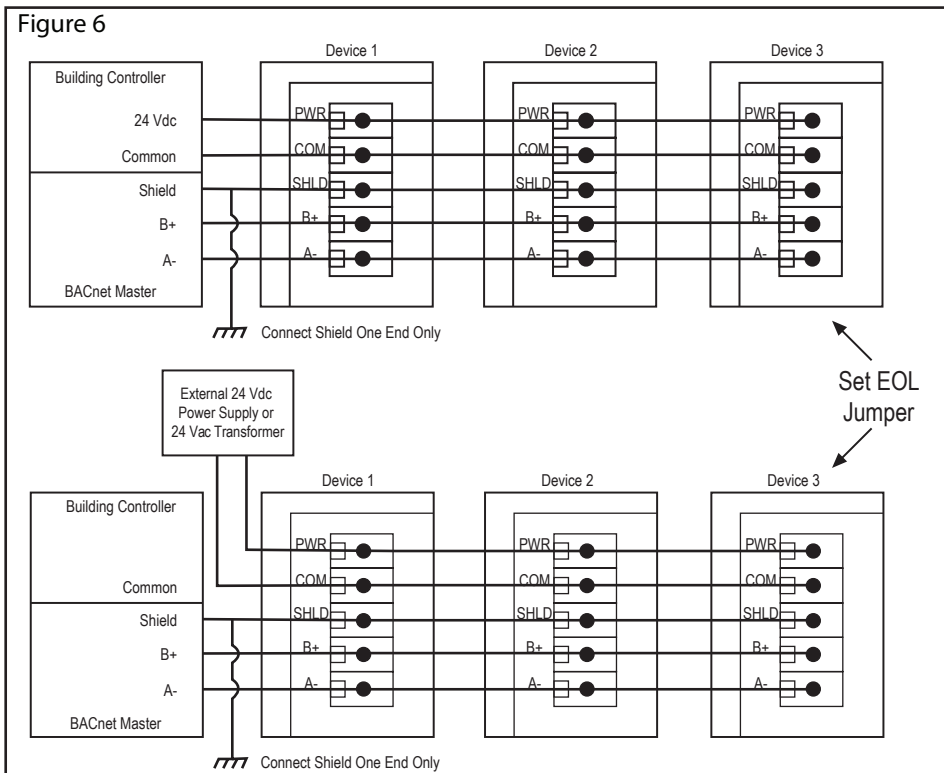 Figure 6
Device 1
Device 2
Device 3
Building Controller
24 Vdc
Common
Shield
B+
A-
BACnet Master
PWR
COM
SHLD
B+
A-
PWR
COM
SHLD
B+
A-
PWR
COM
SHLD
B+
A-
Connect Shield One End Only
Set EOL
Jumper
External 24 Vdc
Power Supply or
24 Vac Transformer
Device 1
Device 2
Device 3
Building Controller
Common
Shield
B+
A-
BACnet Master
PWR
COM
SHLD
B+
A-
PWR
COM
SHLD
B+
A-
PWR
COM
SHLD
B+
A-
Connect Shield One End Only